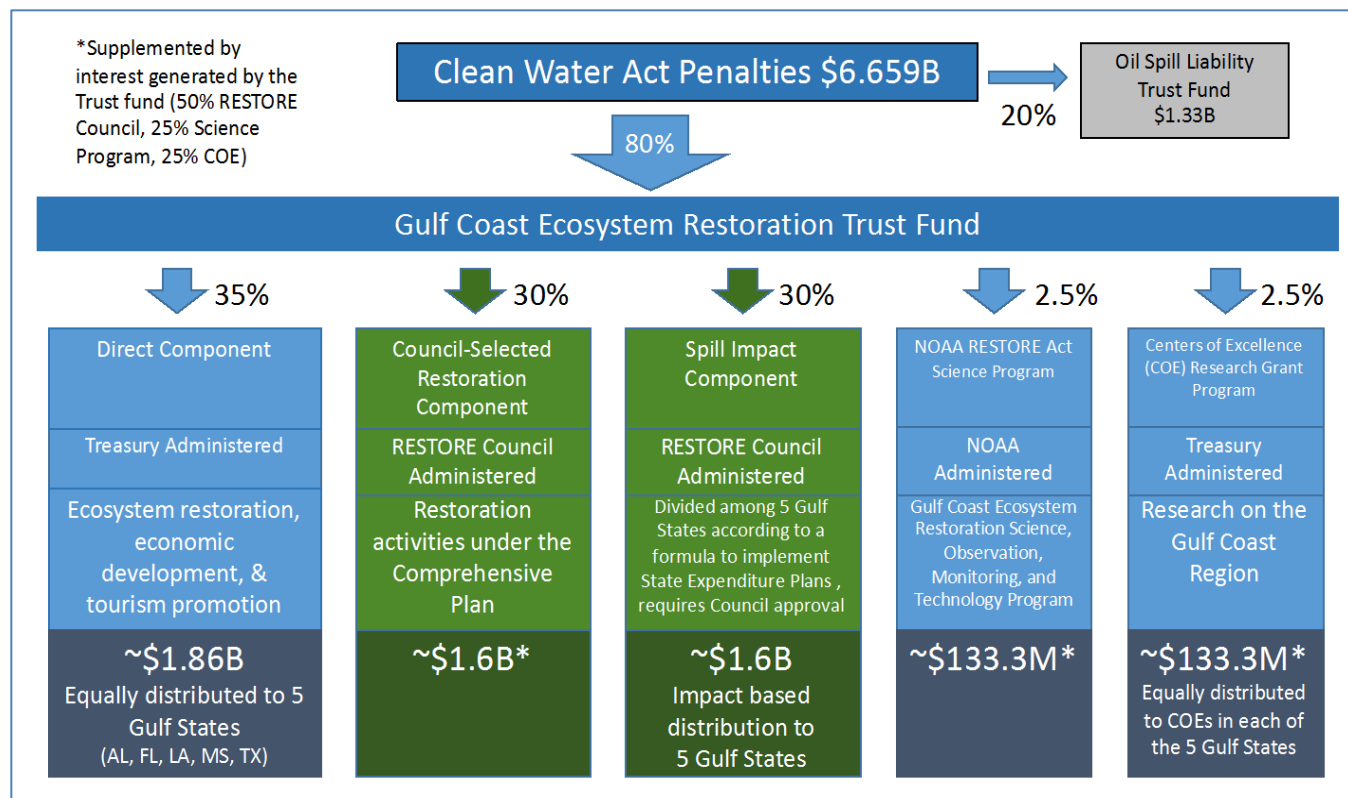 *Supplemented by
interest generated by the
Trust fund (50% RESTORE
Council, 25% Science
Program, 25% COE)
Clean Water Act Penalties $6.659B
20%
Oil Spill Liability
Trust Fund
$1.33B
80%
Gulf Coast Ecosystem Restoration Trust Fund
35%
30%
30%
2.5%
2.5%
Direct Component
Treasury Administered
Ecosystem restoration,
economic
development, &
tourism promotion
~$1.86B
Equally distributed to 5
Gulf States
(AL, FL, LA, MS, TX)
Council-Selected
Restoration
Component
RESTORE Council
Administered
Restoration
activities under the
Comprehensive
Plan
~$1.6B*
Spill Impact
Component
RESTORE Council
Administered
Divided among 5 Gulf
States according to a
formula to implement
State Expenditure Plans ,
requires Council approval
~$1.6B
Impact based
distribution to
5 Gulf States
NOAA RESTORE Act
Science Program
NOAA
Administered
Gulf Coast Ecosystem
Restoration Science,
Observation,
Monitoring, and
Technology Program
~$133.3M*
Centers of Excellence
(COE) Research Grant
Program
Treasury
Administered
Research on the
Gulf Coast
Region
~$133.3M*
Equally distributed
to COEs in each of
the 5 Gulf States